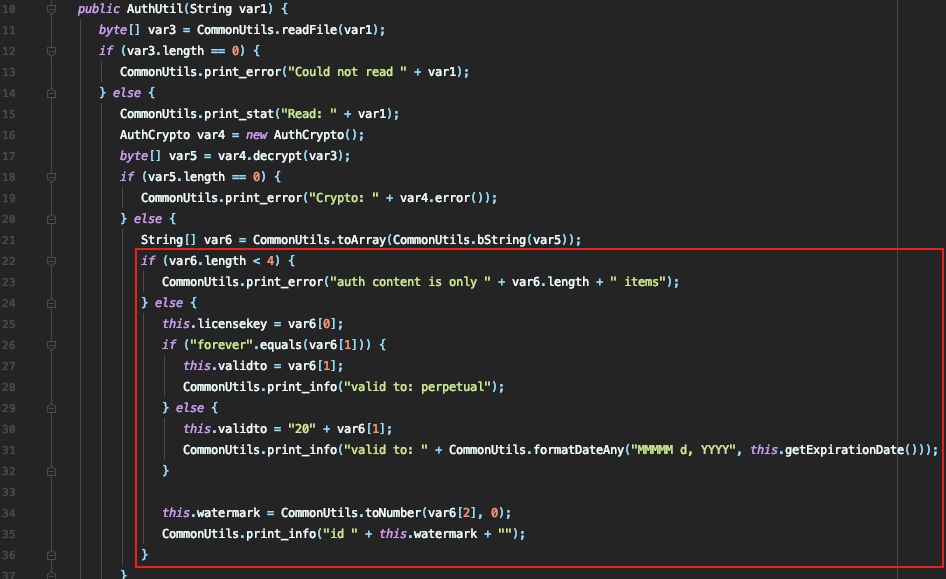 10 public AuthUtil(String var1) {
11 byte[] var3 = CommonUtils.readFile(var1);
12 if (var3.length == 0) {
13 CommonUtils.print_error("Could not read " + var1);
14 } else {
15 CommonUtils.print_stat("Read: " + var1);
16 AuthCrypto var4 = new AuthCrypto();
17 byte[] var5 = var4.decrypt(var3);
18 if (var5.length == 0) {
19 CommonUtils.print_error("Crypto: " + var4.error());
20 } else {
21 String[] var6 = CommonUtils.toArray(CommonUtils.bString(var5));
22 if (var6.length < 4) {
23 CommonUtils.print_error("auth content is only " + var6.length + " items");
24 } else {
25 this.licensekey = var6[0];
26 if ("forever".equals(var6[1])) {
27 this.validto = var6[1];
28 CommonUtils.print_info("valid to: perpetual");
29 } else {
30 this.validto = "20" + var6[1];
31 CommonUtils.print_info("valid to: " + CommonUtils.formatDateAny("MMMMM d, YYYY", this.getExpirationDate()));
32 }
33
34 this.watermark = CommonUtils.toNumber(var6[2], 0);
35 CommonUtils.print_info("id " + this.watermark + "");
36 }
37 }